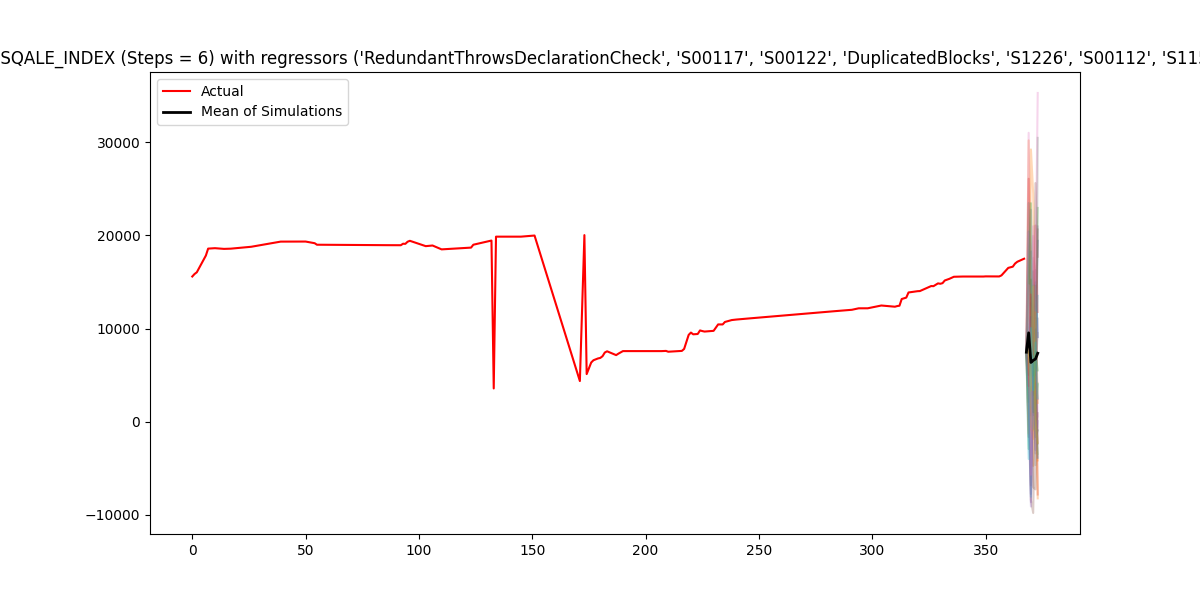 SQALE_INDEX (Steps = 6) with regressors ('RedundantThrowsDeclarationCheck', 'S00117', 'S00122', 'DuplicatedBlocks', 'S1226', 'S00112', 
Actual
Mean of Simulations
30000
20000
10000
0
−10000
0 50 100 150 200 250 300 350